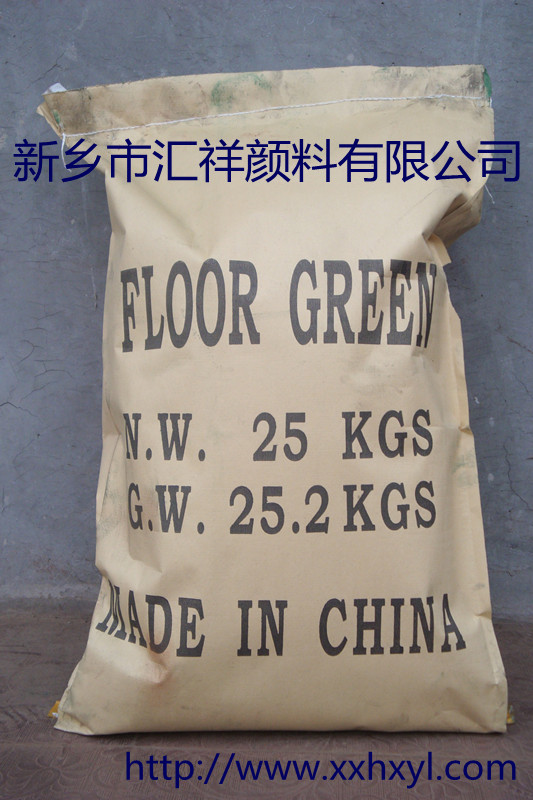 新乡市汇祥颜料有限公司
FLOOR GREEN
N.W. 25 KGS
G.W. 25.2 KGS
MADE IN CHINA
http://www.xxhxyl.com